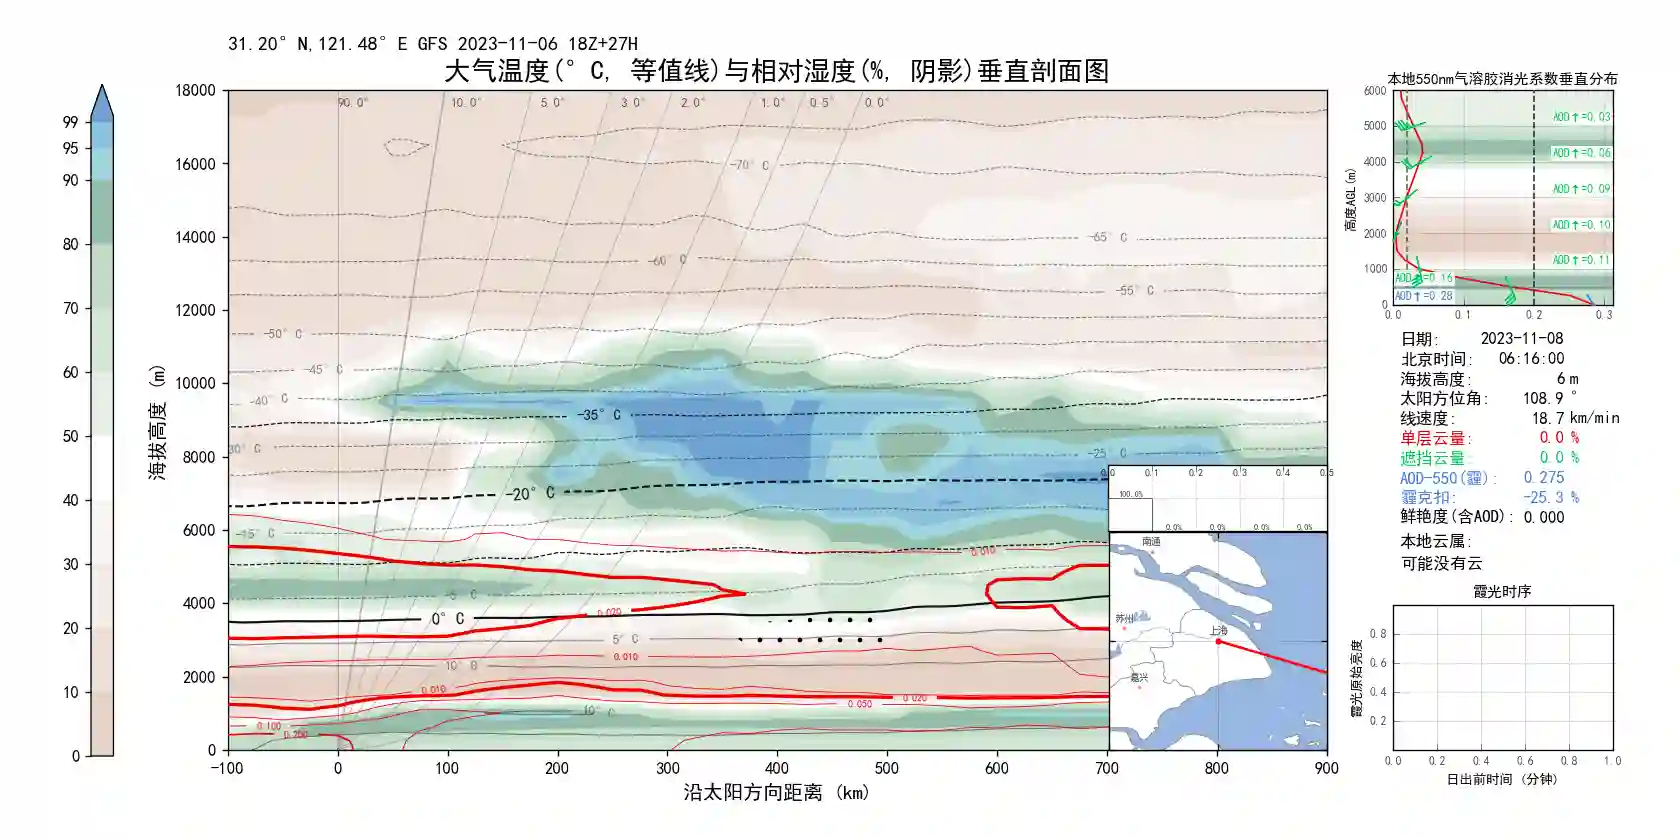 31.20° N,121.48° E GFS 2023-11-06 18Z+27H
大气温度(° C, 等值线)与相对湿度(%, 阴影)垂直剖面图
99
95
90
80
70
60
50
40
30
20
10
0
海拔高度 (m)
18000
16000
14000
12000
10000
8000
6000
4000
2000
0
90.0° 10.0° 5.0° 3.0° 2.0° 1.0° 0.5° 0.0°
-70° C
-65° C
-60° C
-55° C
-50° C
-45° C
-40° C
-35° C
-25° C
-20° C
-15° C
-5° C
0° C
5° C
10° C
0.010
0.020
0.010
0.010
0.020
0.050
0.100
0.200
-100 0 100 200 300 400 500 600 700 800 900
沿太阳方向距离 (km)
0.0 0.1 0.2 0.3 0.4 0.5
100.0%
0.0% 0.0% 0.0% 0.0%
南通
苏州
上海
嘉兴
本地550nm气溶胶消光系数垂直分布
高度AGL(m)
6000
5000
4000
3000
2000
1000
0
AOD↑=0.03
AOD↑=0.06
AOD↑=0.09
AOD↑=0.10
AOD↑=0.11
AOD↑=0.16
AOD↑=0.28
0.0 0.1 0.2 0.3
日期: 2023-11-08
北京时间: 06:16:00
海拔高度: 6 m
太阳方位角: 108.9 °
线速度: 18.7 km/min
单层云量: 0.0 %
遮挡云量: 0.0 %
AOD-550(霾): 0.275
霾克扣: -25.3 %
鲜艳度(含AOD): 0.000
本地云属:
可能没有云
霞光时序
霞光原始亮度
0.8
0.6
0.4
0.2
0.0 0.2 0.4 0.6 0.8 1.0
日出前时间 (分钟)